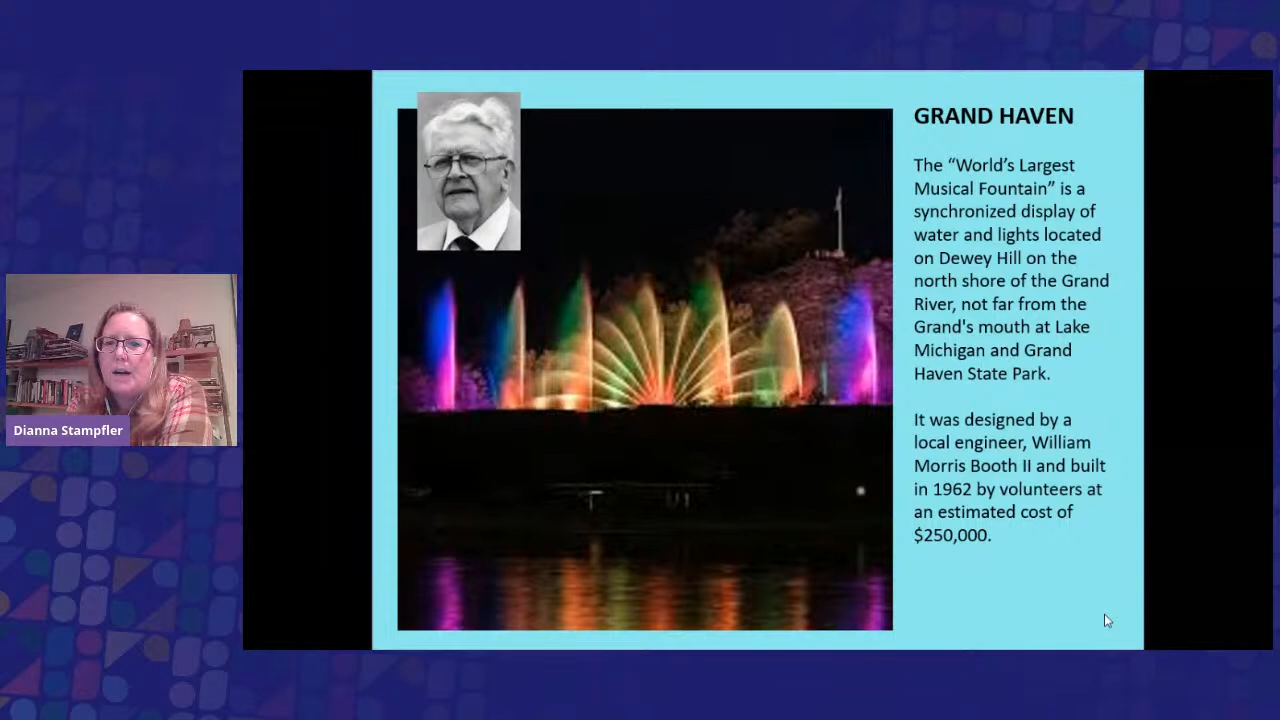 GRAND HAVEN
The “World’s Largest
Musical Fountain” is a
synchronized display of
water and lights located
on Dewey Hill on the
north shore of the Grand
River, not far from the
Grand's mouth at Lake
Michigan and Grand
Haven State Park.
It was designed by a
local engineer, William
Morris Booth II and built
in 1962 by volunteers at
an estimated cost of
$250,000.
Dianna Stampfler